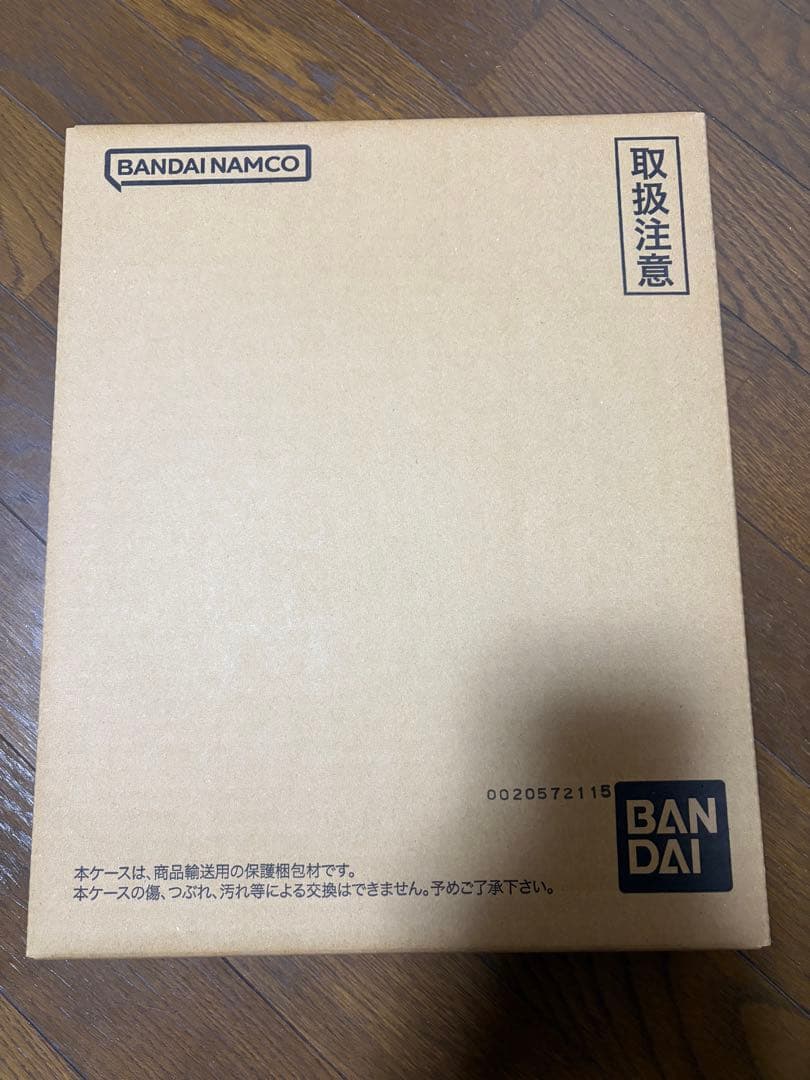 BANDAI NAMCO
取扱注意
0020572115
BAN
DAI
本ケースは、商品輸送用の保護梱包材です。
本ケースの傷、つぶれ、汚れ等による交換はできません。予めご了承下さい。